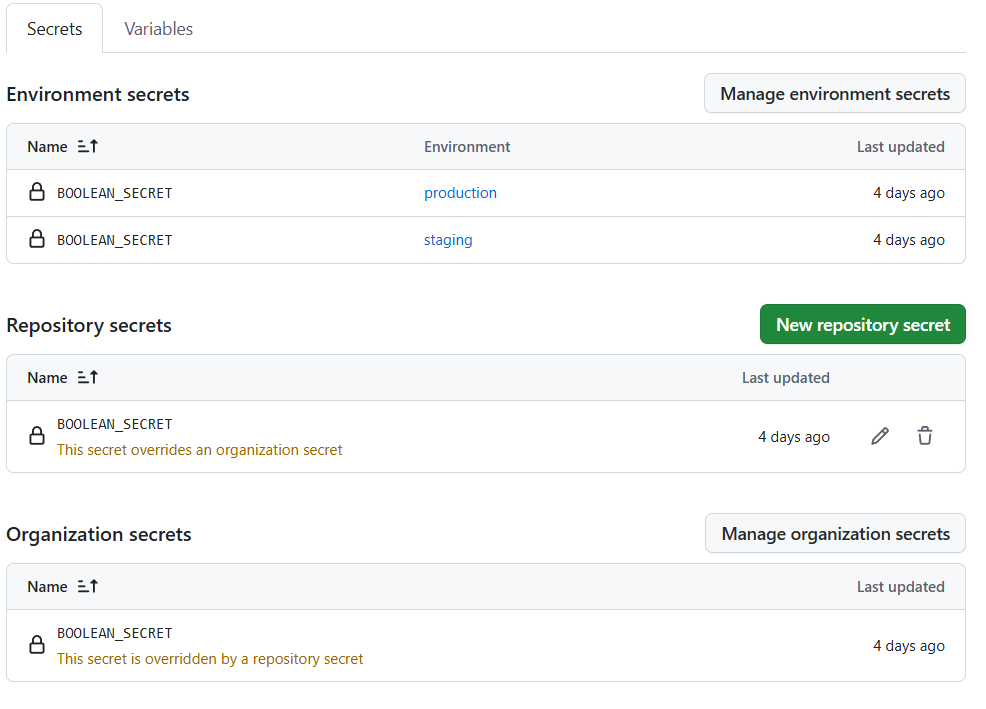 Secrets Variables
Environment secrets Manage environment secrets
Name Environment Last updated
BOOLEAN_SECRET production 4 days ago
BOOLEAN_SECRET staging 4 days ago
Repository secrets New repository secret
Name Last updated
BOOLEAN_SECRET
This secret overrides an organization secret
4 days ago
Organization secrets Manage organization secrets
Name Last updated
BOOLEAN_SECRET
This secret is overridden by a repository secret
4 days ago